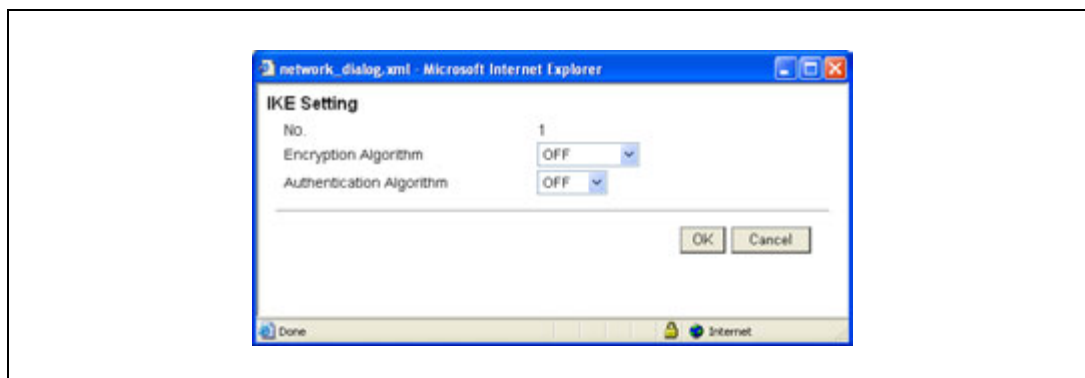 network_dialog.xml - Microsoft Internet Explorer
IKE Setting
No. 1
Encryption Algorithm OFF
Authentication Algorithm OFF
OK Cancel
Done Internet